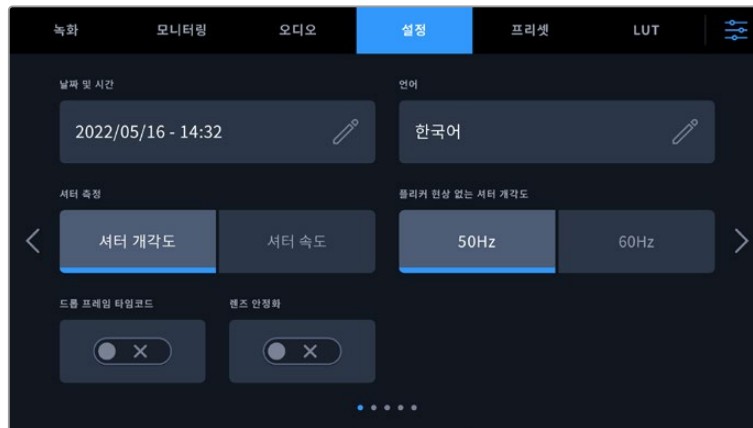 녹화 모니터링 오디오 설정 프리셋 LUT
날짜 및 시간 언어
2022/05/16 - 14:32 한국어
셔터 측정 플리커 현상 없는 셔터 개각도
셔터 개각도 셔터 속도 50Hz 60Hz
드롭 프레임 타임코드 렌즈 안정화